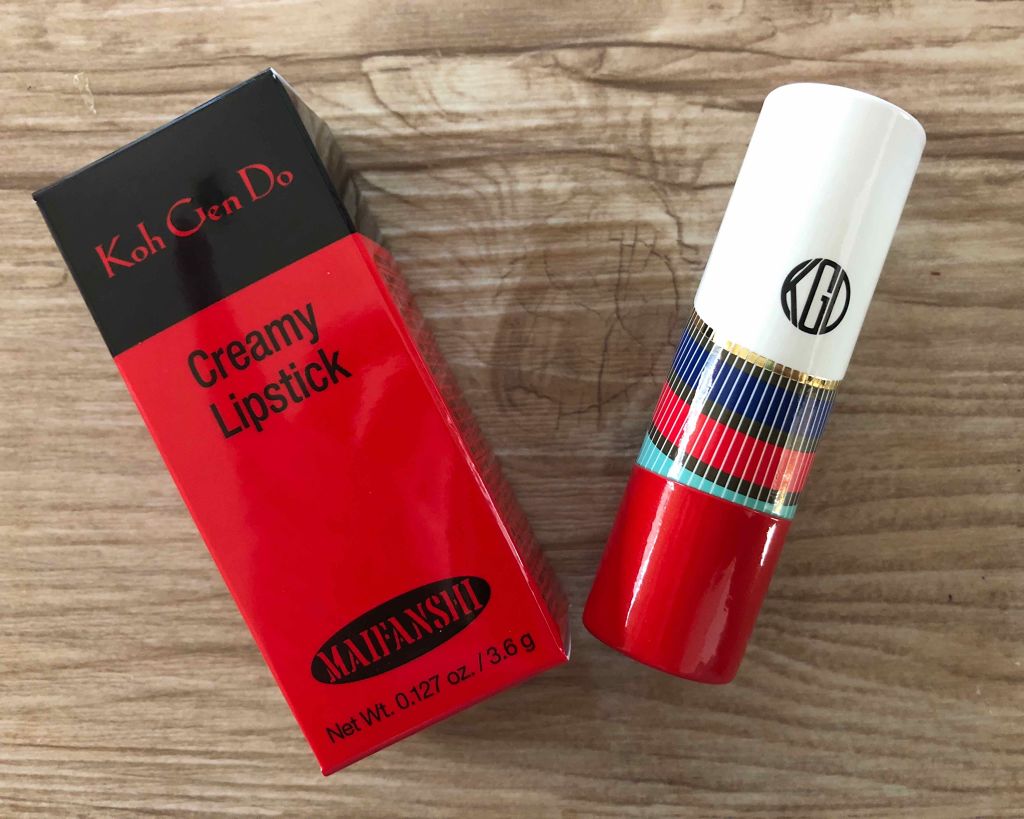 Koh Gen Do
Creamy
Lipstick
MAIFANSHI
Net Wt. 0.127 oz. / 3.6 g
KGD